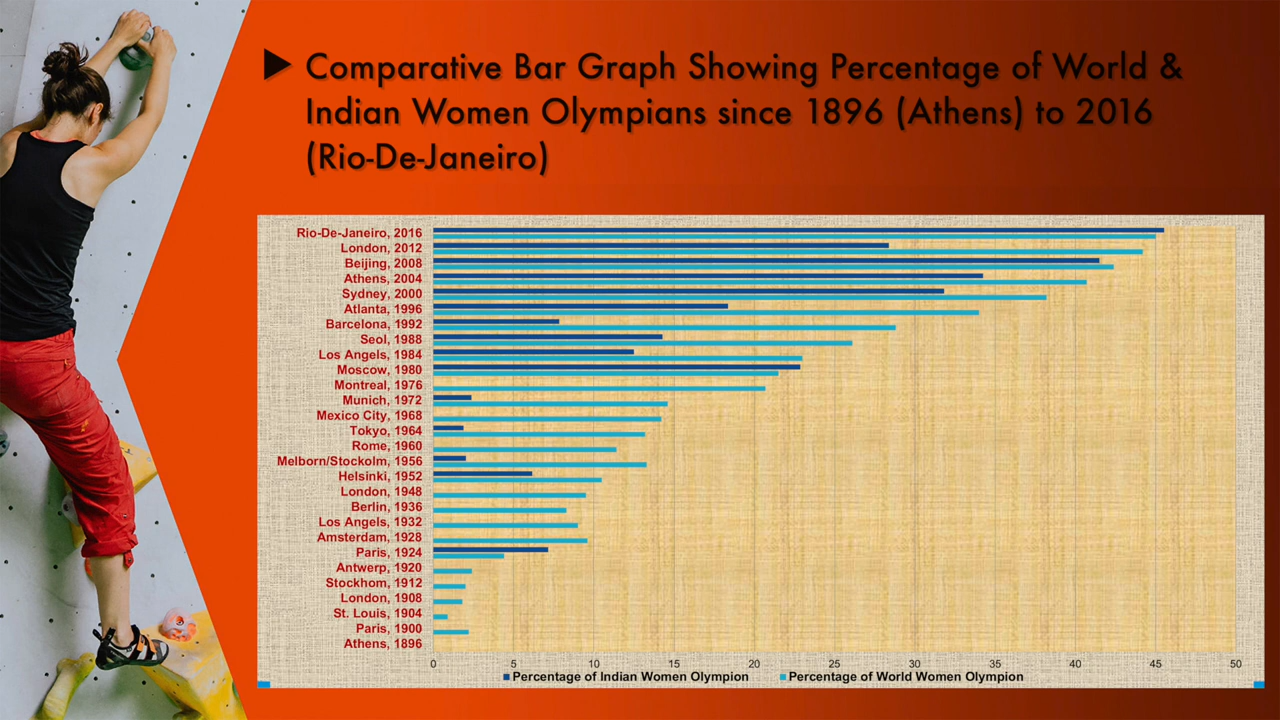 Comparative Bar Graph Showing Percentage of World &
Indian Women Olympians since 1896 (Athens) to 2016
(Rio-De-Janeiro)
Rio-De-Janeiro, 2016
London, 2012
Beijing, 2008
Athens, 2004
Sydney, 2000
Atlanta, 1996
Barcelona, 1992
Seol, 1988
Los Angels, 1984
Moscow, 1980
Montreal, 1976
Munich, 1972
Mexico City, 1968
Tokyo, 1964
Rome, 1960
Melborn/Stockolm, 1956
Helsinki, 1952
London, 1948
Berlin, 1936
Los Angels, 1932
Amsterdam, 1928
Paris, 1924
Antwerp, 1920
Stockhom, 1912
London, 1908
St. Louis, 1904
Paris, 1900
Athens, 1896
0 5 10 15 20 25 30 35 40 45 50
Percentage of Indian Women Olympion Percentage of World Women Olympion